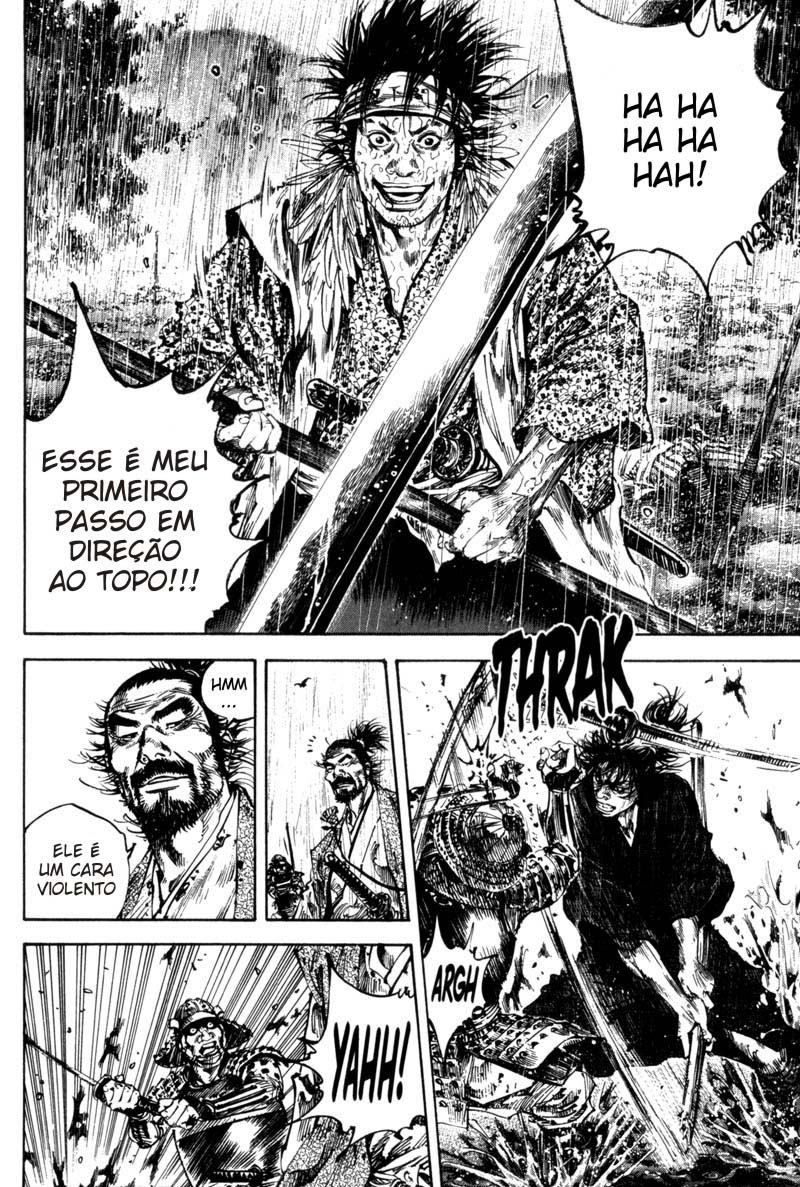 HA HA
HA HA
HAH!
ESSE É MEU
PRIMEIRO
PASSO EM
DIREÇÃO
AO TOPO!!!
THRAK
ARGH
HMM
...
ELE É
UM CARA
VIOLENTO
YAHH!